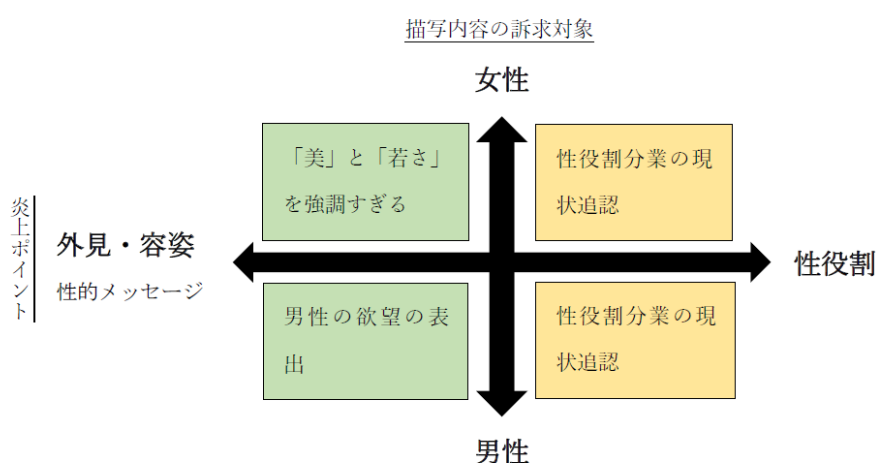 描写内容の訴求対象
女性
「美」と「若さ」
を強調すぎる
性役割分業の現
状追認
炎上ポイント
外見・容姿
性的メッセージ
性役割
男性の欲望の表
出
性役割分業の現
状追認
男性